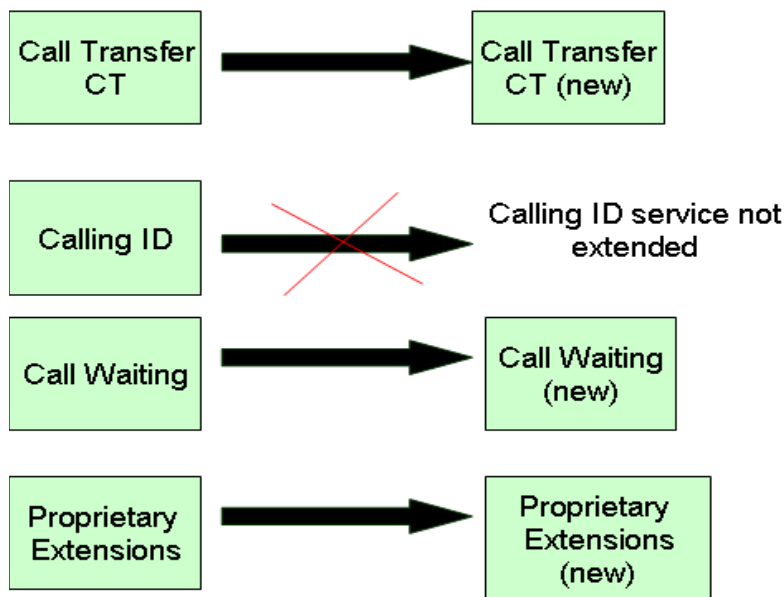 Call Transfer
CT
Call Transfer
CT (new)
Calling ID
Calling ID service not
extended
Call Waiting
Call Waiting
(new)
Proprietary
Extensions
Proprietary
Extensions
(new)